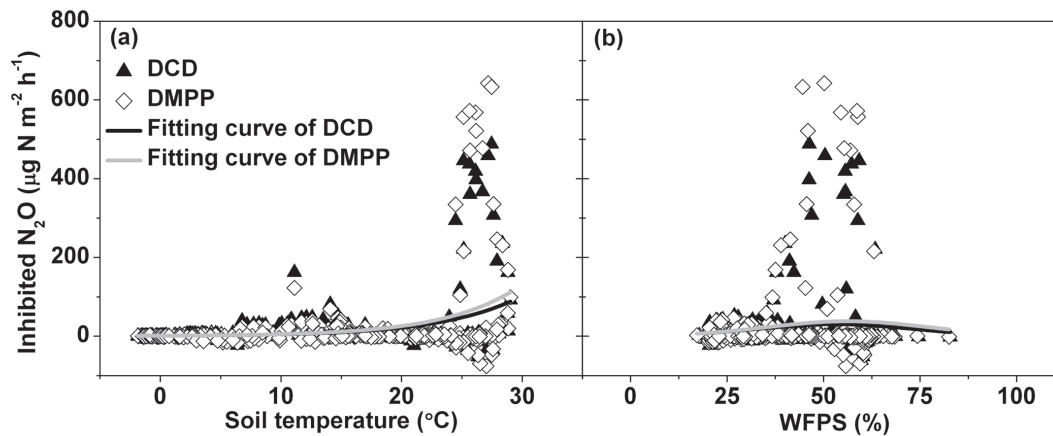 Inhibited N₂O (μg N m⁻² h⁻¹)
800
600
400
200
0
(a)
DCD
DMPP
Fitting curve of DCD
Fitting curve of DMPP
0
10
20
30
Soil temperature (°C)
(b)
0
25
50
75
100
WFPS (%)